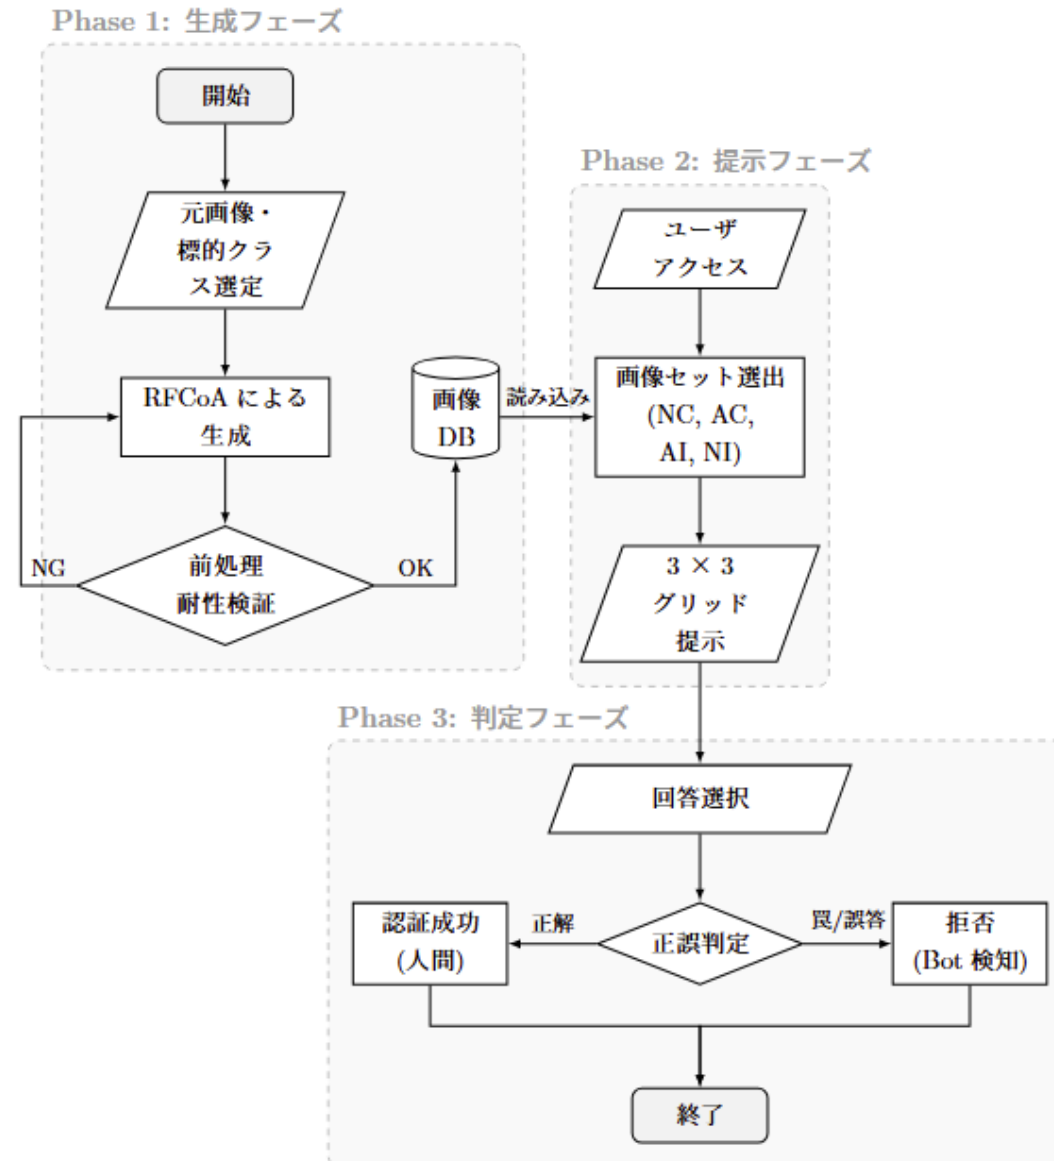 Phase 1: 生成フェーズ
開始
元画像・
標的クラ
ス選定
RFCoA による
生成
前処理
耐性検証
NG
OK
画像
DB
読み込み
Phase 2: 提示フェーズ
ユーザ
アクセス
画像セット選出
(NC, AC,
AI, NI)
3 × 3
グリッド
提示
Phase 3: 判定フェーズ
回答選択
正誤判定
正解
認証成功
(人間)
罠/誤答
拒否
(Bot 検知)
終了